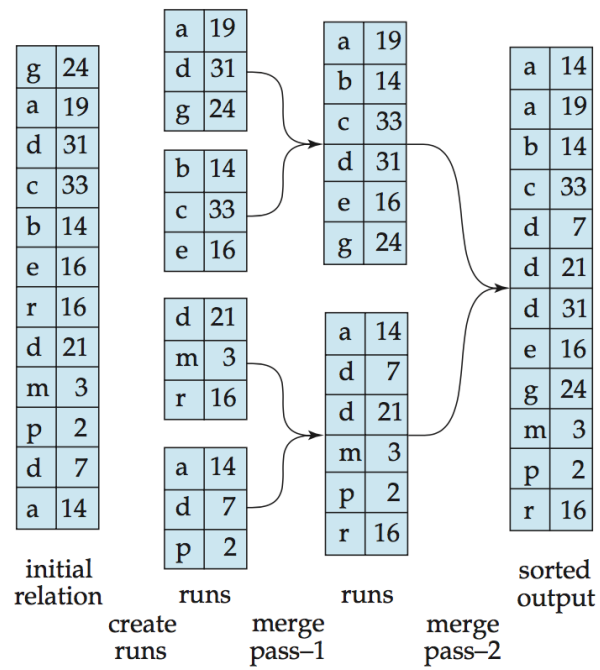 g 24
a 19
d 31
c 33
b 14
e 16
r 16
d 21
m 3
p 2
d 7
a 14
initial
relation
create
runs
a 19
d 31
g 24
b 14
c 33
e 16
d 21
m 3
r 16
a 14
d 7
p 2
runs
merge
pass–1
a 19
b 14
c 33
d 31
e 16
g 24
a 14
d 7
d 21
m 3
p 2
r 16
runs
merge
pass–2
a 14
a 19
b 14
c 33
d 7
d 21
d 31
e 16
g 24
m 3
p 2
r 16
sorted
output